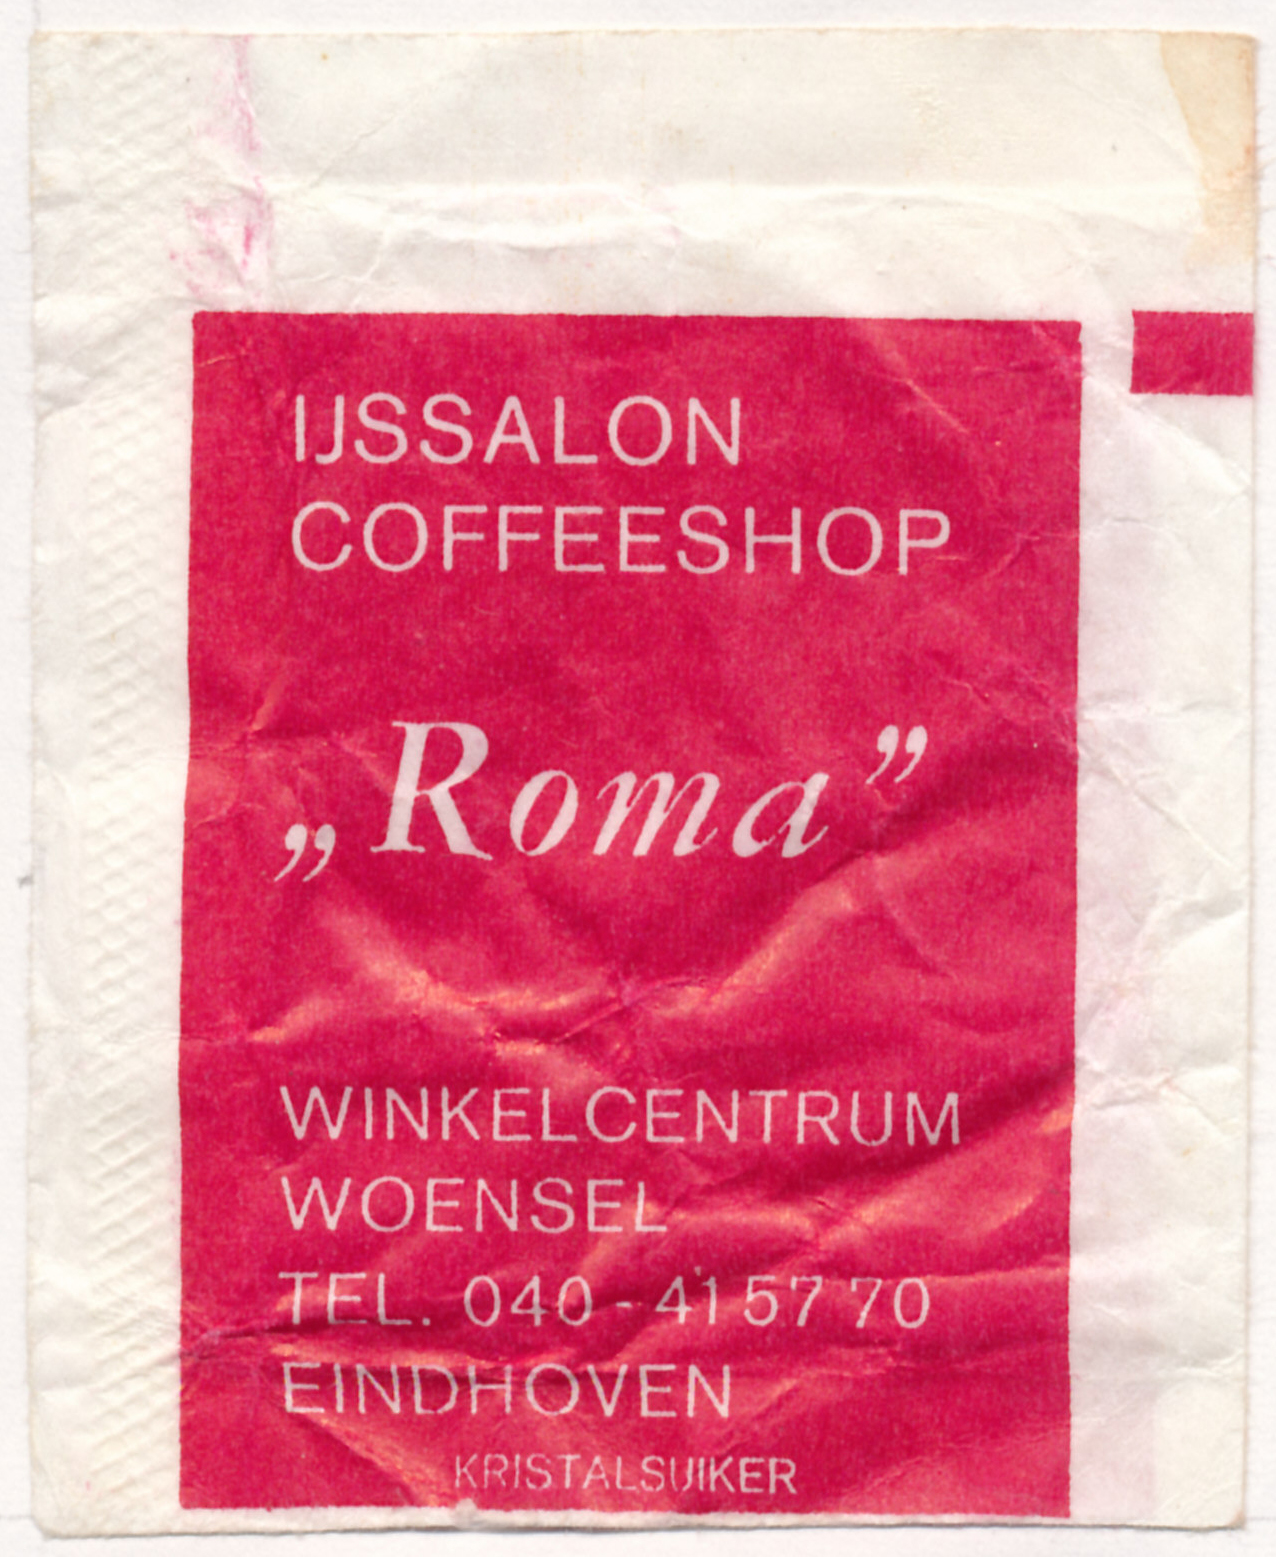 IJSSALON
COFFEESHOP
„Roma”
WINKELCENTRUM
WOENSEL
TEL. 040 - 41 57 70
EINDHOVEN
KRISTALSUIKER